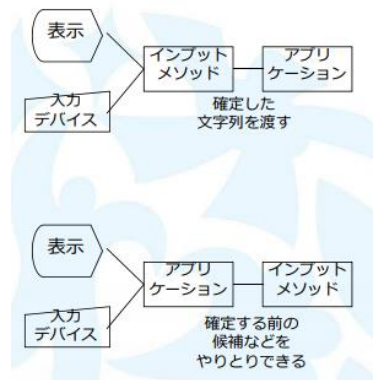 表示
インプット
メソッド
アプリ
ケーション
入力
デバイス
確定した
文字列を渡す
表示
アプリ
ケーション
インプット
メソッド
入力
デバイス
確定する前の
候補などを
やりとりできる